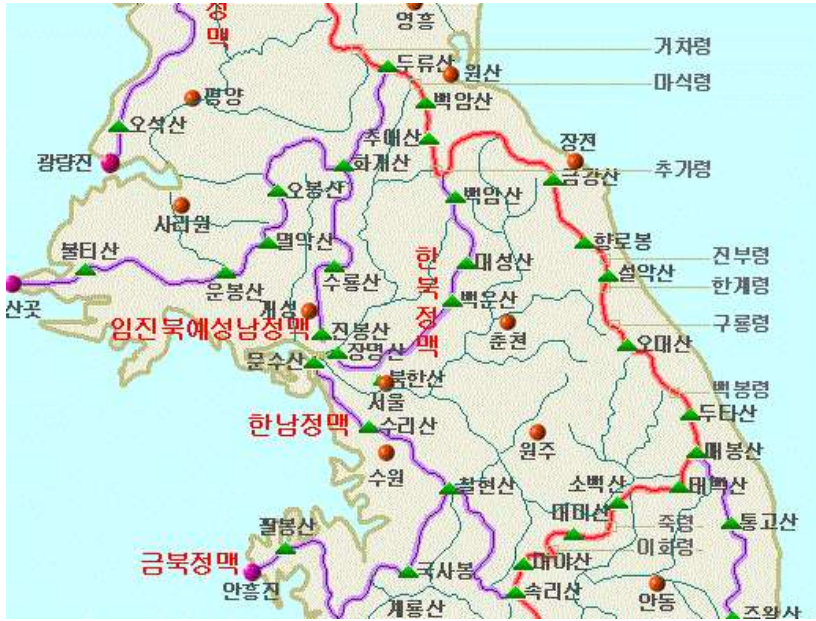 영흥
정
맥
거차령
두류산
원산
마식령
평양
백암산
오석산
추애산
장전
광량진
화개산
추가령
금강산
오봉산
백암산
사리원
향로봉
멸악산
한
북
정
맥
불타산
대성산
진부령
설악산
운봉산
수룡산
한계령
산곶
개성
백운산
구룡령
임진북예성남정맥
진봉산
춘천
오대산
장명산
문수산
북한산
서울
백봉령
두타산
한남정맥
수리산
원주
매봉산
수원
소백산
태백산
칠현산
대미산
죽령
통고산
팔봉산
이화령
금북정맥
국사봉
대야산
안흥진
속리산
안동
계룡산
주왕산